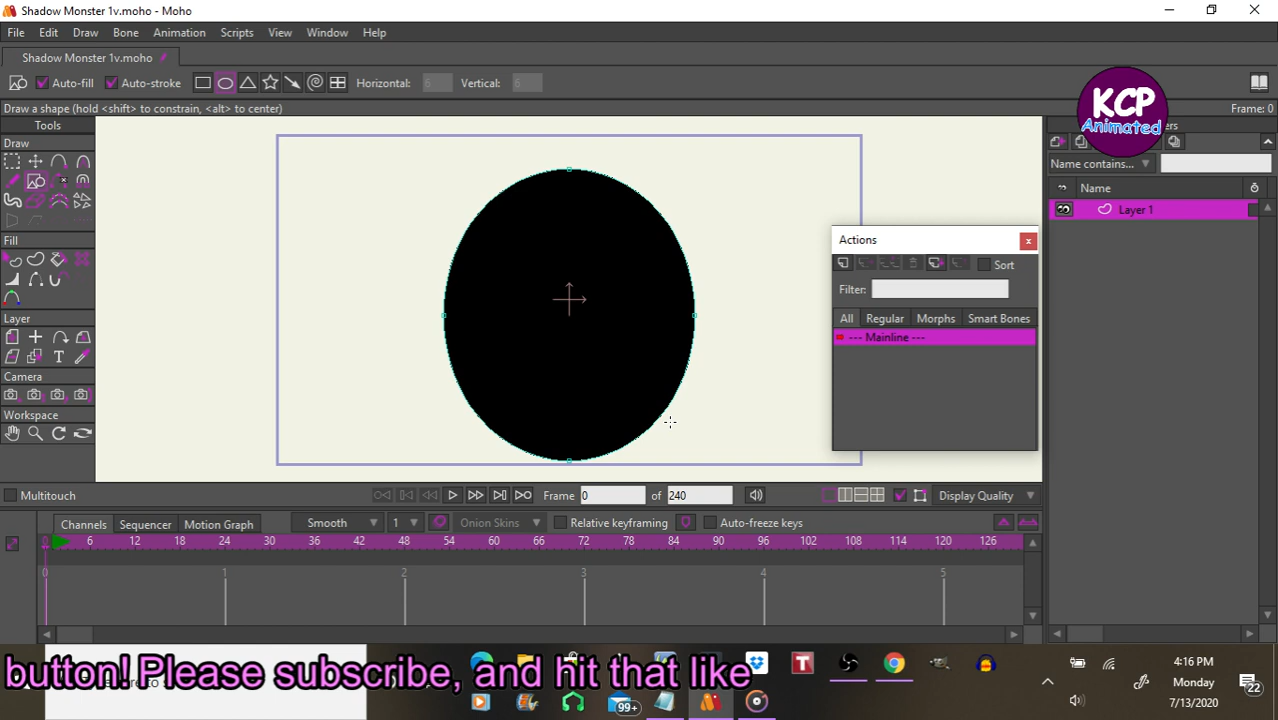 Shadow Monster 1v.moho - Moho
File Edit Draw Bone Animation Scripts View Window Help
Shadow Monster 1v.moho
Auto-fill Auto-stroke Horizontal: 6 Vertical: 6
Draw a shape (hold <shift> to constrain, <alt> to center) Frame: 0
KCP
Animated
Tools
Draw
Name contains...
Name
Layer 1
Fill
Layer
T
Camera
Workspace
Actions
x
Sort
Filter:
All Regular Morphs Smart Bones
--- Mainline ---
Multitouch Frame 0 of 240 Display Quality
Channels Sequencer Motion Graph Smooth 1 Onion Skins Relative keyframing Auto-freeze keys
0 6 12 18 24 30 36 42 48 54 60 66 72 78 84 90 96 102 108 114 120 126
0 1 2 3 4 5
button! Please subscribe, and hit that like
T
99+
4:16 PM
Monday
7/13/2020
22